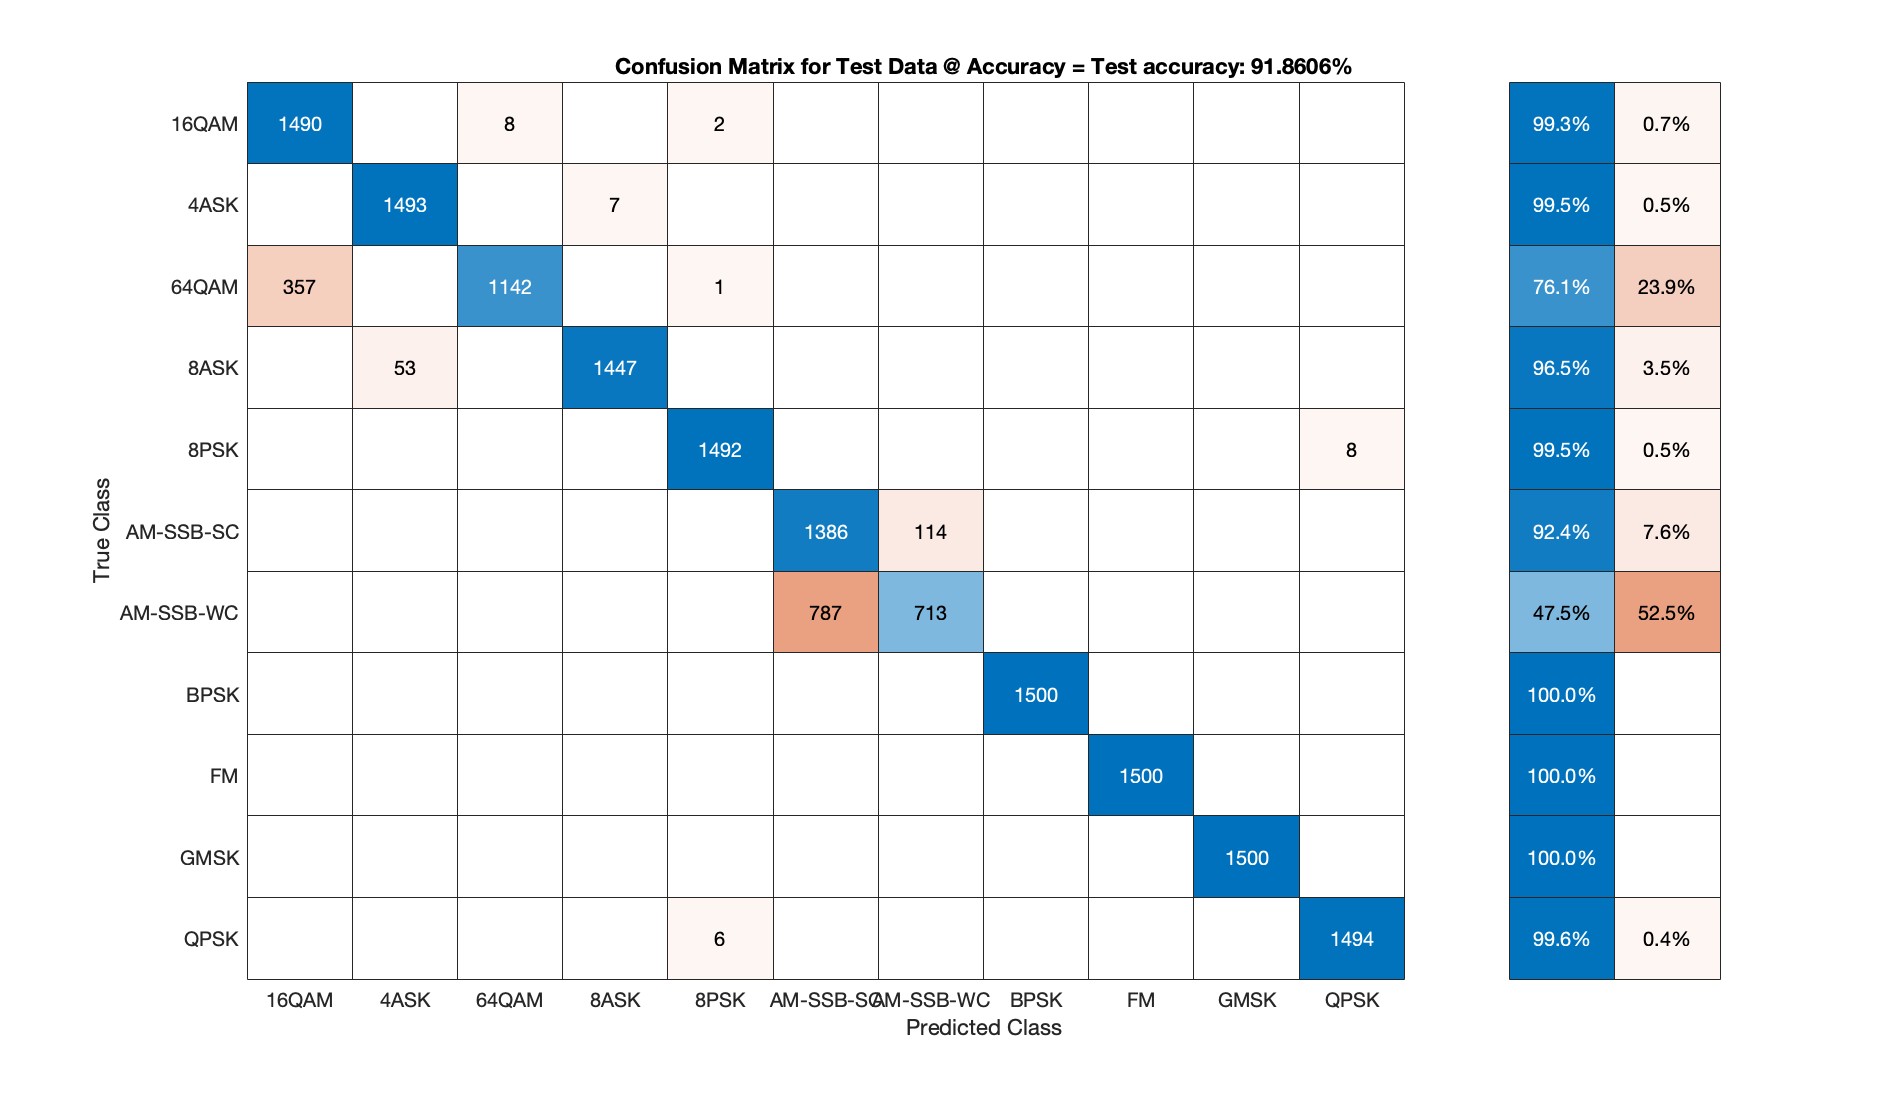 Confusion Matrix for Test Data @ Accuracy = Test accuracy: 91.8606%
16QAM 1490 8 2 99.3% 0.7%
4ASK 1493 7 99.5% 0.5%
64QAM 357 1142 1 76.1% 23.9%
8ASK 53 1447 96.5% 3.5%
8PSK 1492 8 99.5% 0.5%
True Class
AM-SSB-SC 1386 114 92.4% 7.6%
AM-SSB-WC 787 713 47.5% 52.5%
BPSK 1500 100.0%
FM 1500 100.0%
GMSK 1500 100.0%
QPSK 6 1494 99.6% 0.4%
16QAM 4ASK 64QAM 8ASK 8PSK AM-SSB-SC AM-SSB-WC BPSK FM GMSK QPSK
Predicted Class